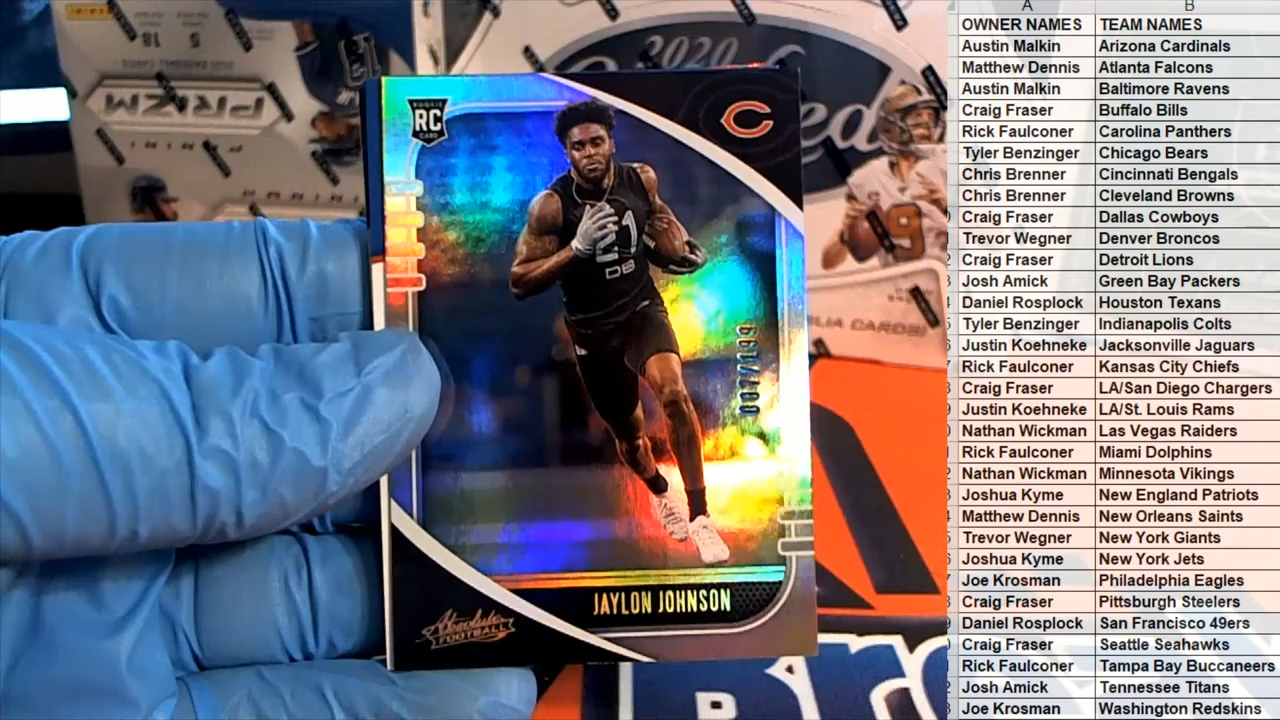 PRIZM
PANINI
18
5
2020
RC
ROOKIE
CARD
21
DB
9
JAYLON JOHNSON
Absolute
FOOTBALL
A B
OWNER NAMES TEAM NAMES
Austin Malkin Arizona Cardinals
Matthew Dennis Atlanta Falcons
Austin Malkin Baltimore Ravens
Craig Fraser Buffalo Bills
Rick Faulconer Carolina Panthers
Tyler Benzinger Chicago Bears
Chris Brenner Cincinnati Bengals
Chris Brenner Cleveland Browns
Craig Fraser Dallas Cowboys
Trevor Wegner Denver Broncos
Craig Fraser Detroit Lions
Josh Amick Green Bay Packers
Daniel Rosplock Houston Texans
Tyler Benzinger Indianapolis Colts
Justin Koehneke Jacksonville Jaguars
Rick Faulconer Kansas City Chiefs
Craig Fraser LA/San Diego Chargers
Justin Koehneke LA/St. Louis Rams
Nathan Wickman Las Vegas Raiders
Rick Faulconer Miami Dolphins
Nathan Wickman Minnesota Vikings
Joshua Kyme New England Patriots
Matthew Dennis New Orleans Saints
Trevor Wegner New York Giants
Joshua Kyme New York Jets
Joe Krosman Philadelphia Eagles
Craig Fraser Pittsburgh Steelers
Daniel Rosplock San Francisco 49ers
Craig Fraser Seattle Seahawks
Rick Faulconer Tampa Bay Buccaneers
Josh Amick Tennessee Titans
Joe Krosman Washington Redskins